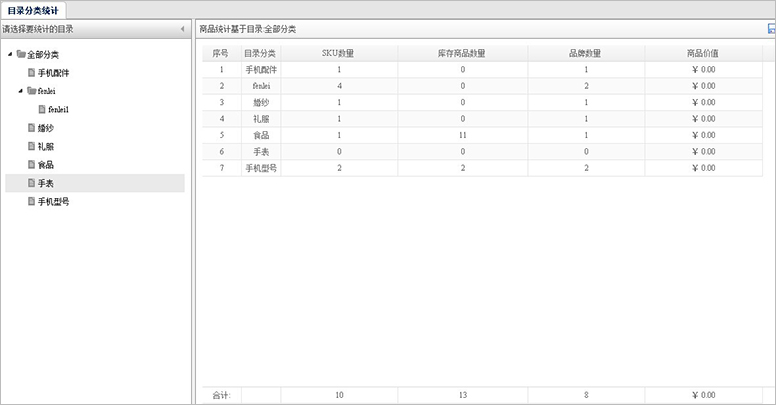 目录分类统计
请选择要统计的目录
全部分类
手机配件
fenlei
fenlei1
婚纱
礼服
食品
手表
手机型号
商品统计基于目录:全部分类
序号 目录分类 SKU数量 库存商品数量 品牌数量 商品价值
1 手机配件 1 0 1 ￥ 0.00
2 fenlei 4 0 2 ￥ 0.00
3 婚纱 1 0 1 ￥ 0.00
4 礼服 1 0 1 ￥ 0.00
5 食品 1 11 1 ￥ 0.00
6 手表 0 0 0 ￥ 0.00
7 手机型号 2 2 2 ￥ 0.00
合计: 10 13 8 ￥ 0.00